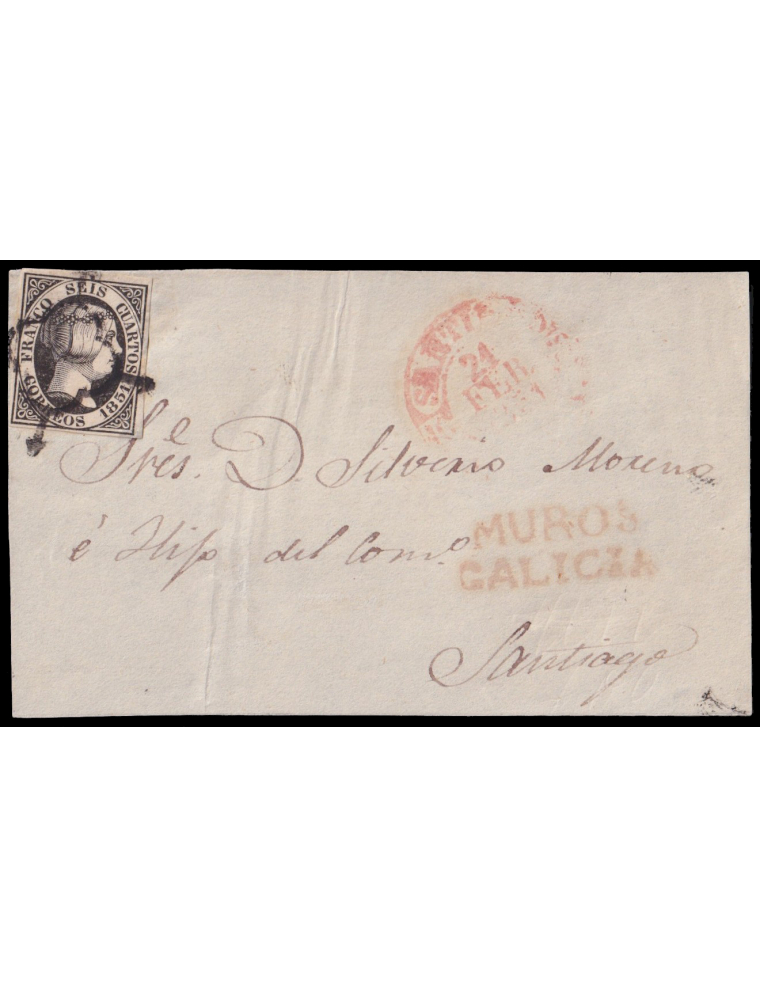 FRANCO SEIS CUARTOS
CORREOS 1851
24
FEB
Sres. D. Silverio Moreno
é Hijo del Com.o
MUROS
GALICIA
Santiago